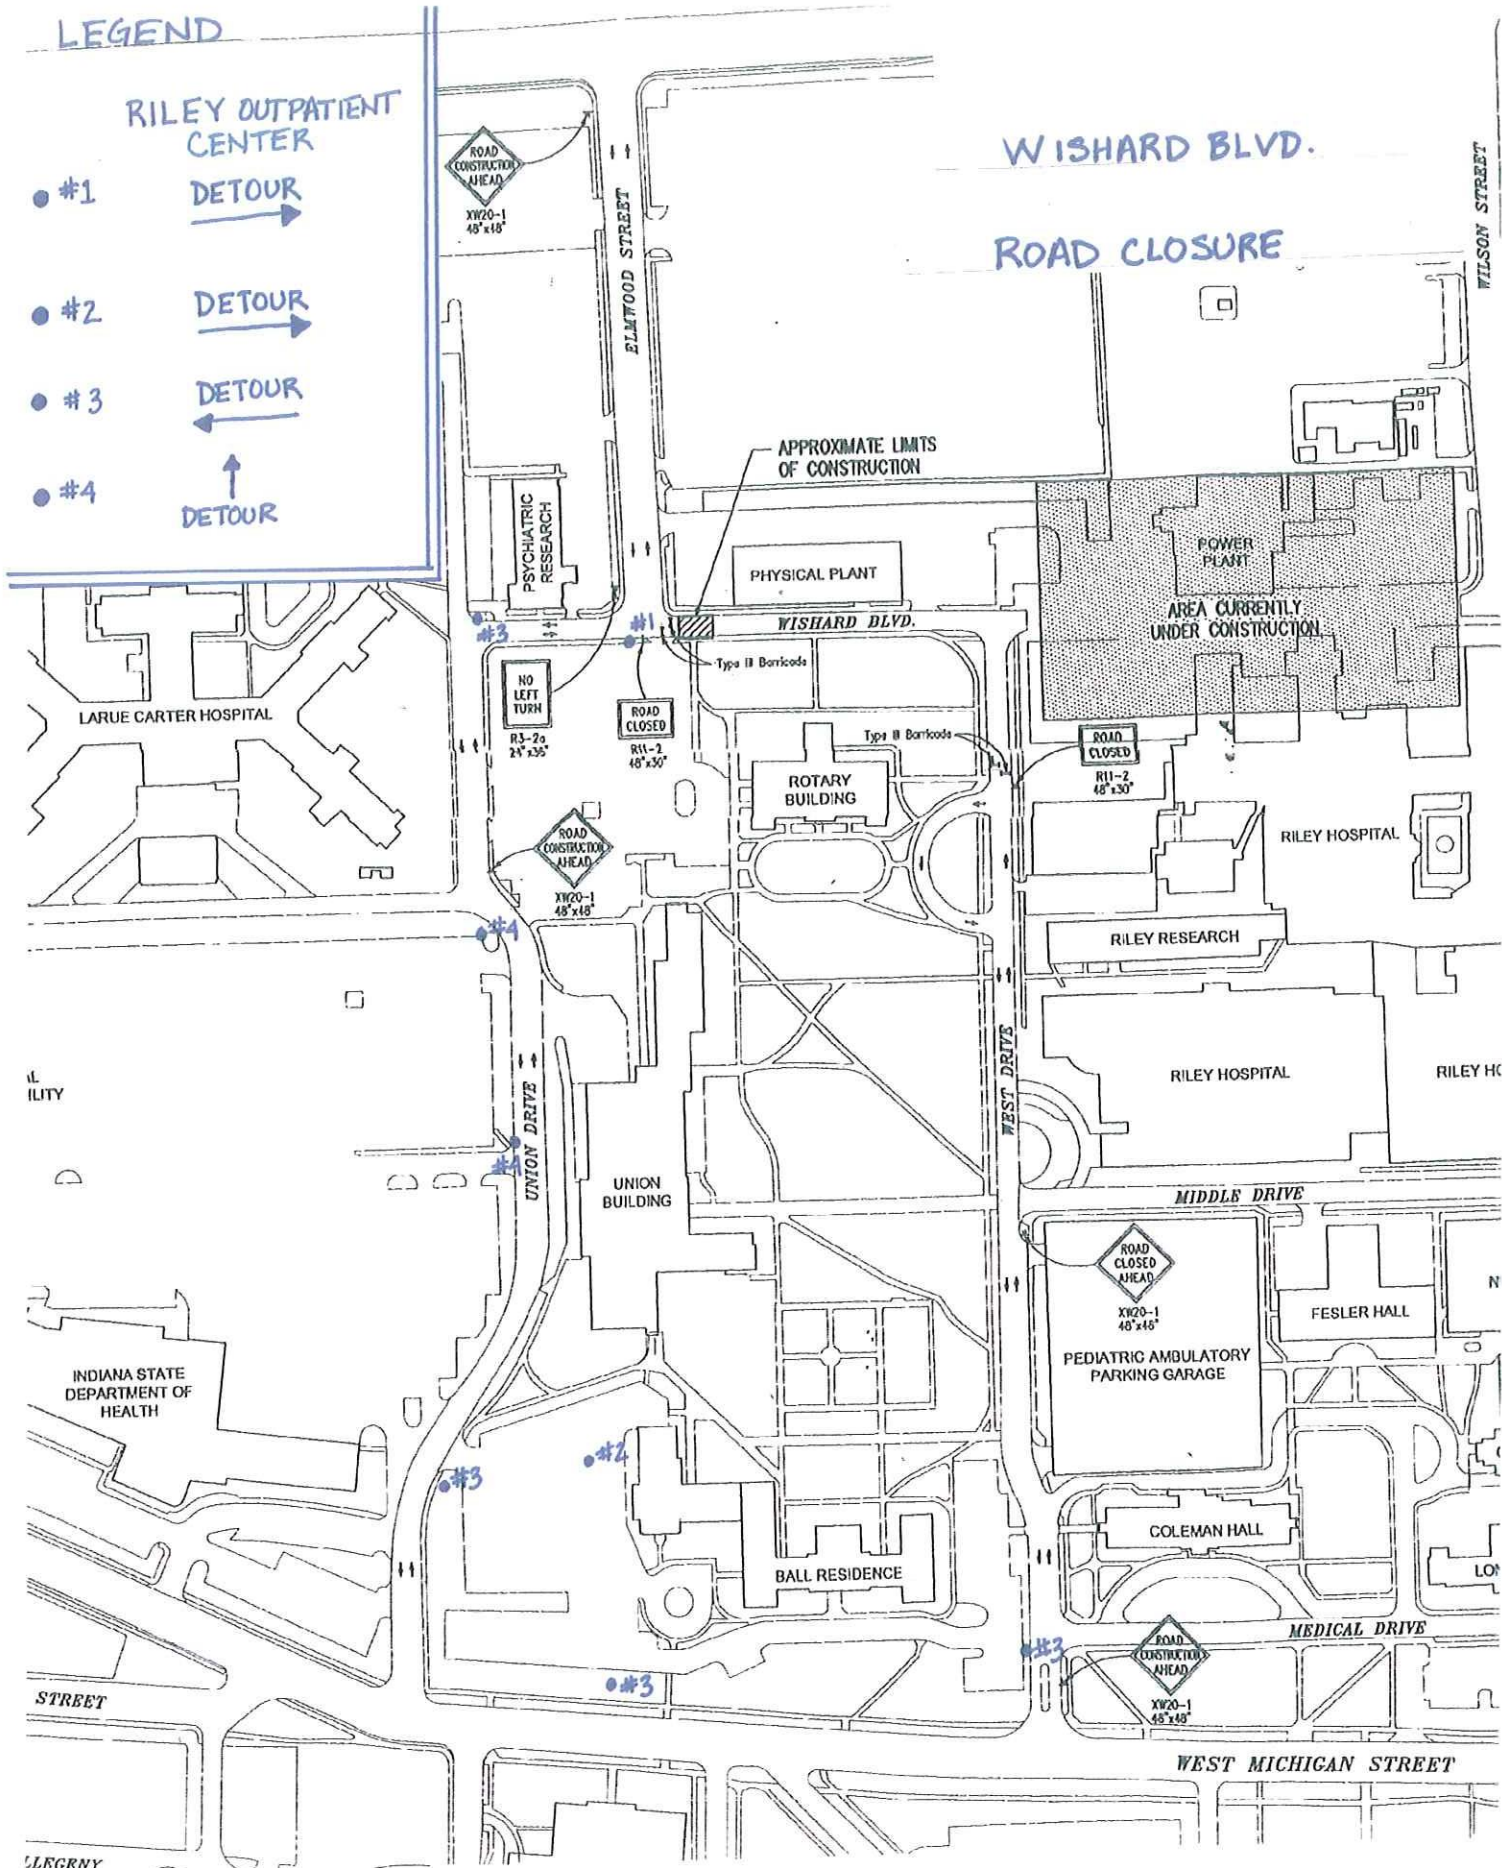 LEGEND
RILEY OUTPATIENT
CENTER
#1 DETOUR
#2 DETOUR
#3 DETOUR
#4
DETOUR
WISHARD BLVD.
ROAD CLOSURE
WILSON STREET
ROAD
CONSTRUCTION
AHEAD
XW20-1
48"x48"
ELMWOOD STREET
APPROXIMATE LIMITS
OF CONSTRUCTION
PSYCHIATRIC
RESEARCH
PHYSICAL PLANT
POWER
PLANT
AREA CURRENTLY
UNDER CONSTRUCTION
#3
#1
WISHARD BLVD.
Type III Barricade
NO
LEFT
TURN
R3-2a
24"x36"
ROAD
CLOSED
R11-2
48"x30"
LARUE CARTER HOSPITAL
Type III Barricade
ROAD
CLOSED
R11-2
48"x30"
ROTARY
BUILDING
RILEY HOSPITAL
ROAD
CONSTRUCTION
AHEAD
XW20-1
48"x48"
#4
RILEY RESEARCH
WEST DRIVE
RILEY HOSPITAL
RILEY HO
IL
ILITY
UNION DRIVE
#4
UNION
BUILDING
MIDDLE DRIVE
ROAD
CLOSED
AHEAD
XW20-1
48"x48"
FESLER HALL
N
PEDIATRIC AMBULATORY
PARKING GARAGE
INDIANA STATE
DEPARTMENT OF
HEALTH
#2
#3
COLEMAN HALL
BALL RESIDENCE
LON
MEDICAL DRIVE
#3
ROAD
CONSTRUCTION
AHEAD
XW20-1
48"x48"
#3
STREET
WEST MICHIGAN STREET
LLEGRNY